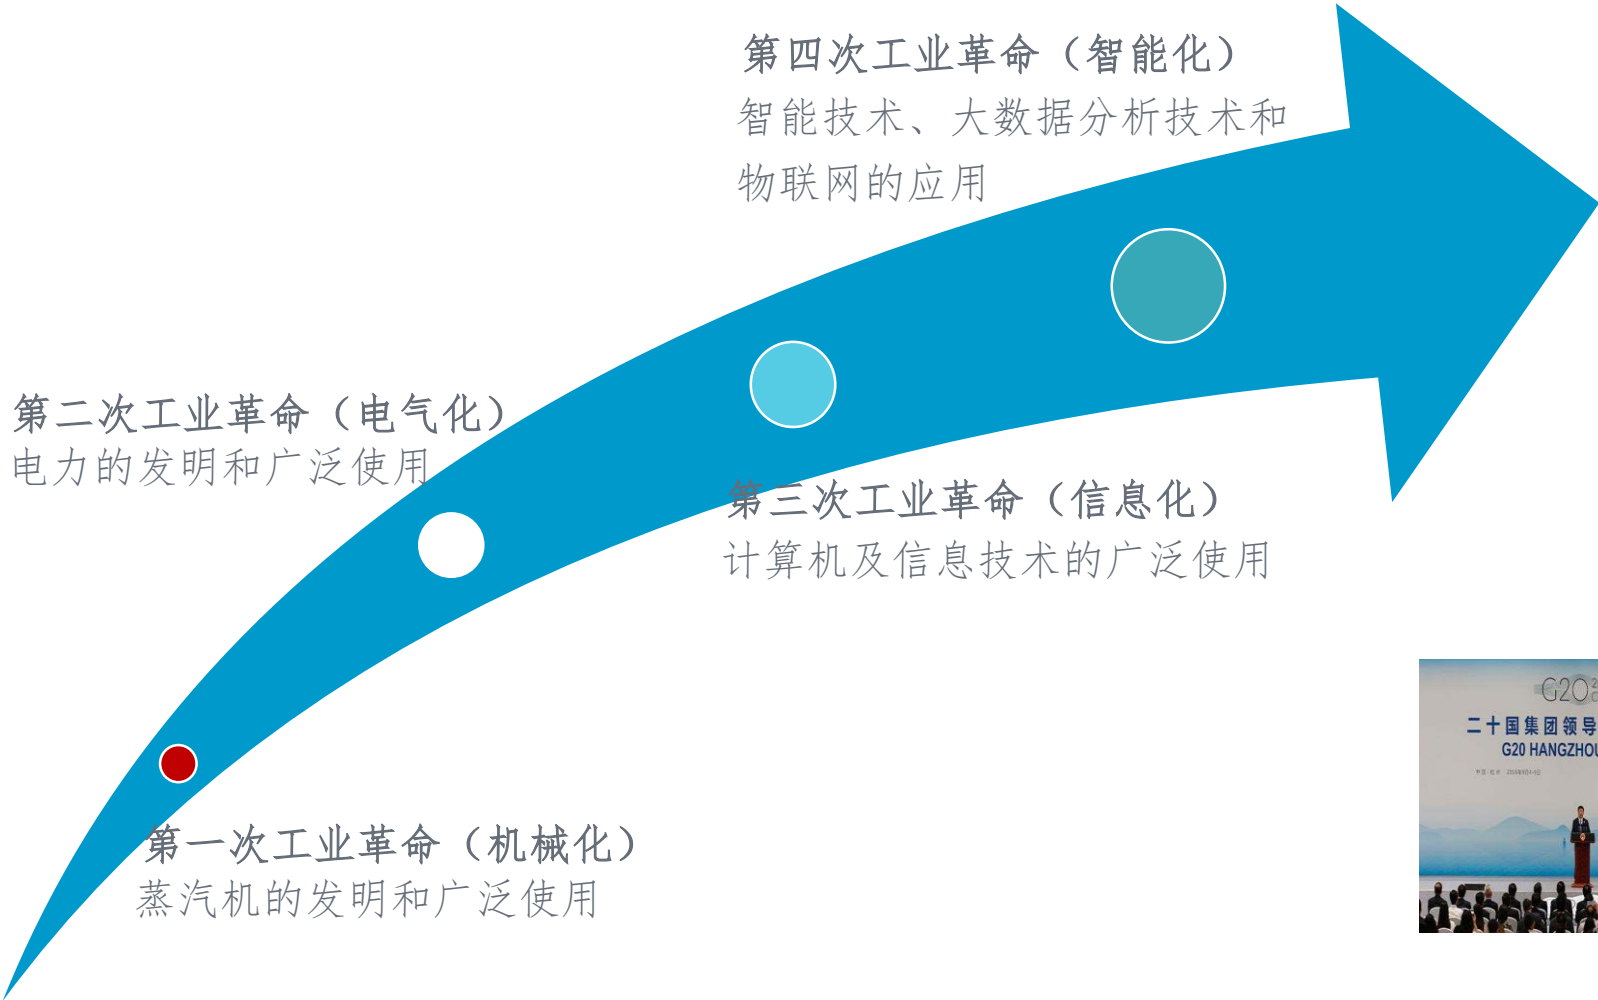 第四次工业革命（智能化）
智能技术、大数据分析技术和
物联网的应用
第二次工业革命（电气化）
电力的发明和广泛使用
第三次工业革命（信息化）
计算机及信息技术的广泛使用
第一次工业革命（机械化）
蒸汽机的发明和广泛使用
G20
二十国集团领导
G20 HANGZHOU